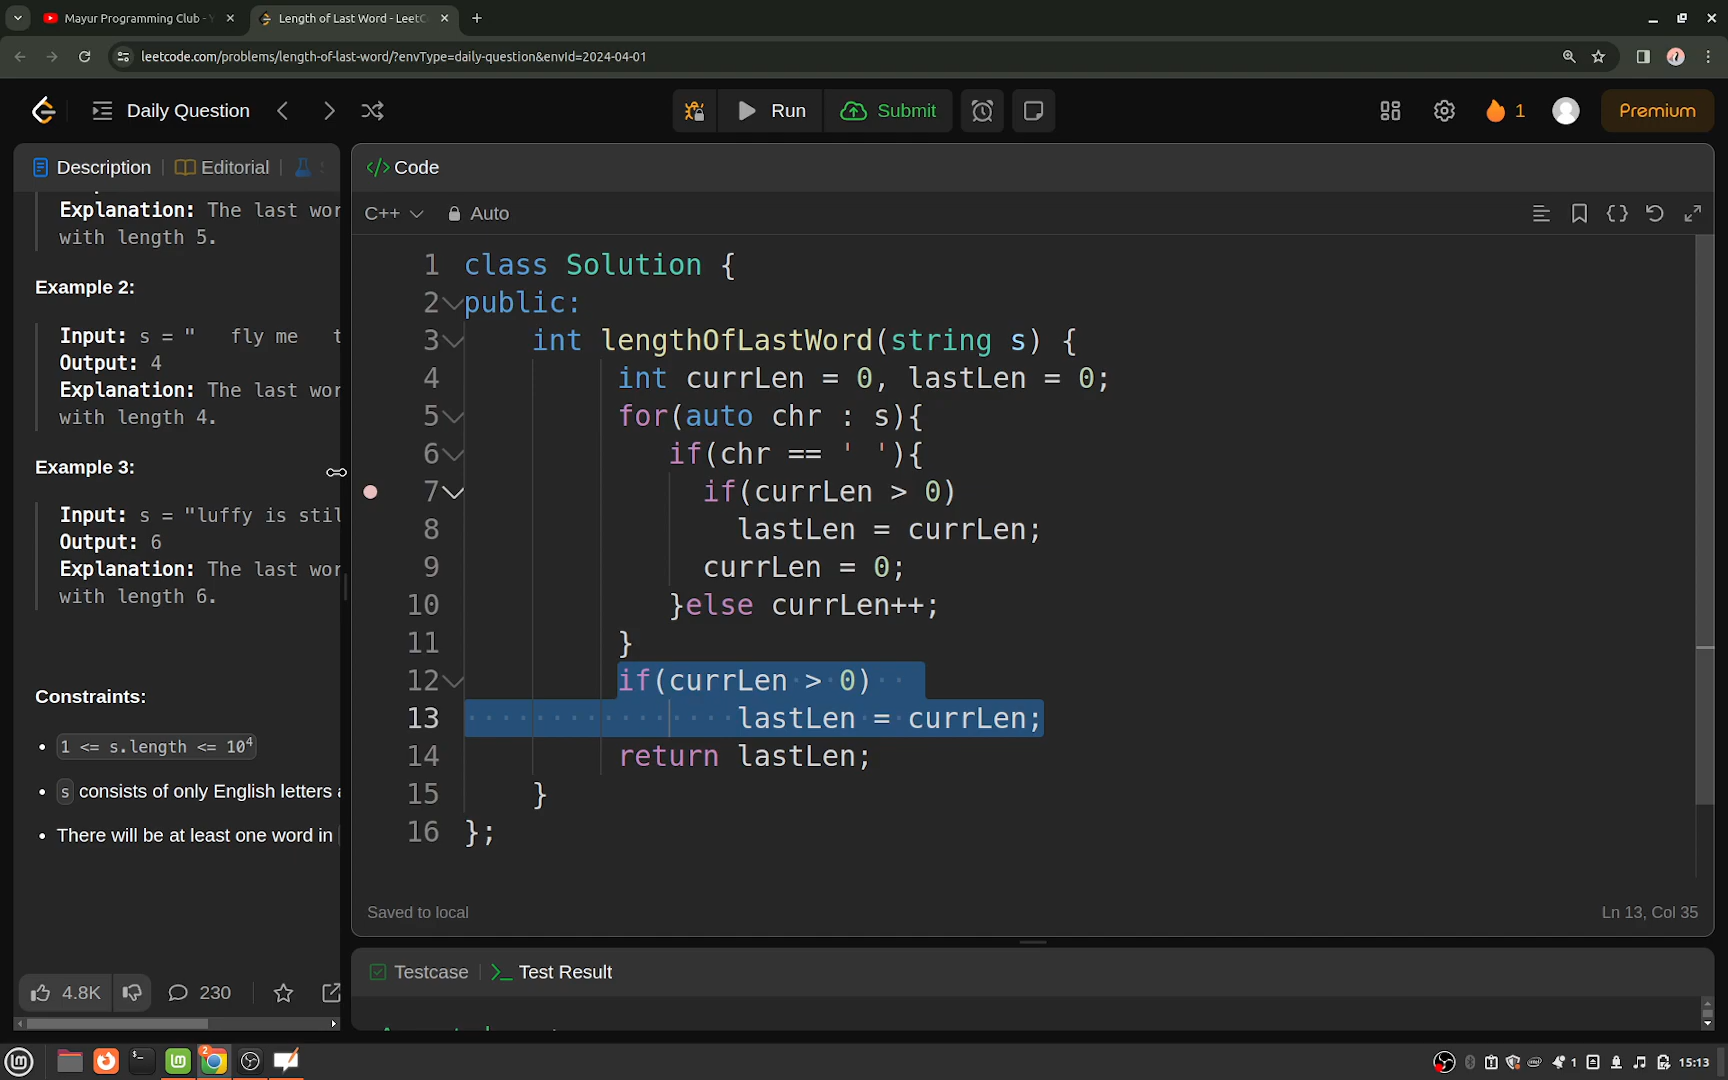 Mayur Programming Club - Y
Length of Last Word - LeetC
leetcode.com/problems/length-of-last-word/?envType=daily-question&envId=2024-04-01
Daily Question
Run
Submit
1
Premium
Description
Editorial
Explanation: The last wor
with length 5.
Example 2:
Input: s = "   fly me   t
Output: 4
Explanation: The last wor
with length 4.
Example 3:
Input: s = "luffy is stil
Output: 6
Explanation: The last wor
with length 6.
Constraints:
• 1 <= s.length <= 10⁴
• s consists of only English letters a
• There will be at least one word in
4.8K
230
</> Code
C++
Auto
1 class Solution {
2 public:
3     int lengthOfLastWord(string s) {
4         int currLen = 0, lastLen = 0;
5         for(auto chr : s){
6            if(chr == ' '){
7              if(currLen > 0)
8                lastLen = currLen;
9              currLen = 0;
10            }else currLen++;
11         }
12         if(currLen > 0)
13                lastLen = currLen;
14         return lastLen;
15     }
16 };
Saved to local
Ln 13, Col 35
Testcase
Test Result
2
1
15:13